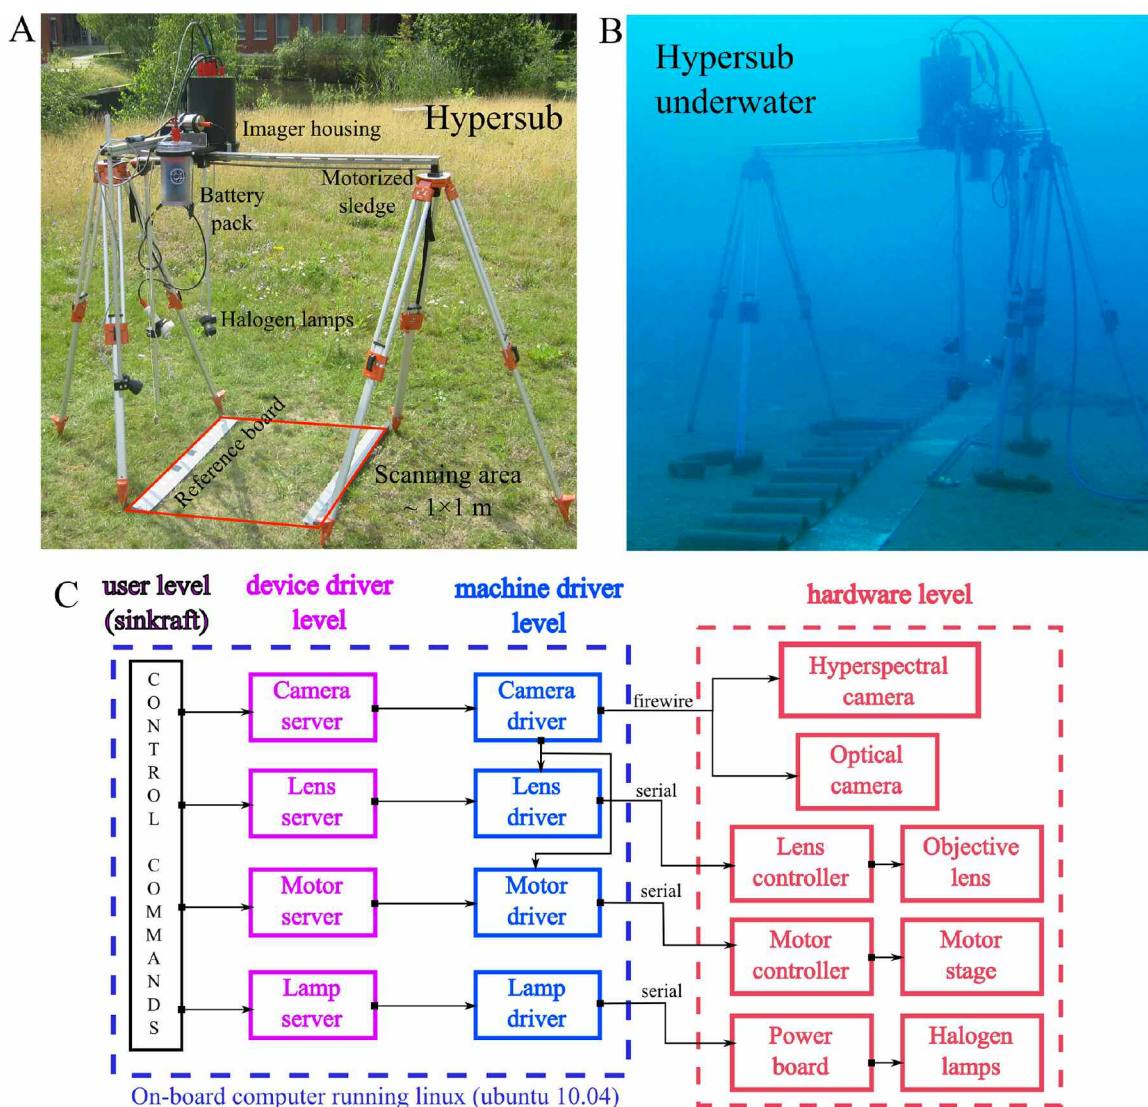 A
Hypersub
Imager housing
Motorized
sledge
Battery
pack
Halogen lamps
Reference board
Scanning area
~ 1×1 m
B
Hypersub
underwater
C
user level
(sinkraft)
device driver
level
machine driver
level
hardware level
CONTROL COMMANDS
Camera
server
Camera
driver
firewire
Hyperspectral
camera
Optical
camera
Lens
server
Lens
driver
serial
Lens
controller
Objective
lens
Motor
server
Motor
driver
serial
Motor
controller
Motor
stage
Lamp
server
Lamp
driver
serial
Power
board
Halogen
lamps
On-board computer running linux (ubuntu 10.04)